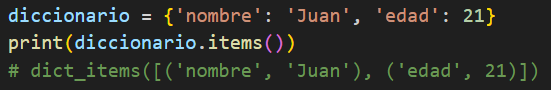 diccionario = {'nombre': 'Juan', 'edad': 21}
print(diccionario.items())
# dict_items([('nombre', 'Juan'), ('edad', 21)])